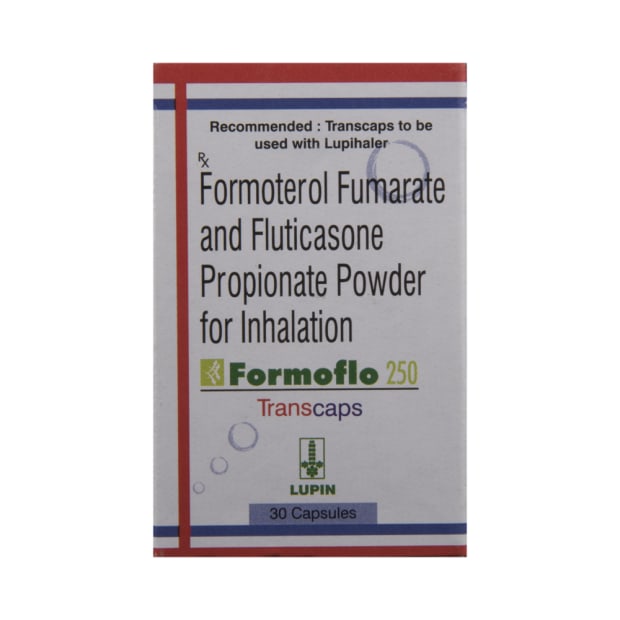 Recommended : Transcaps to be
used with Lupihaler
Rx
Formoterol Fumarate
and Fluticasone
Propionate Powder
for Inhalation
Formoflo 250
Transcaps
LUPIN
30 Capsules